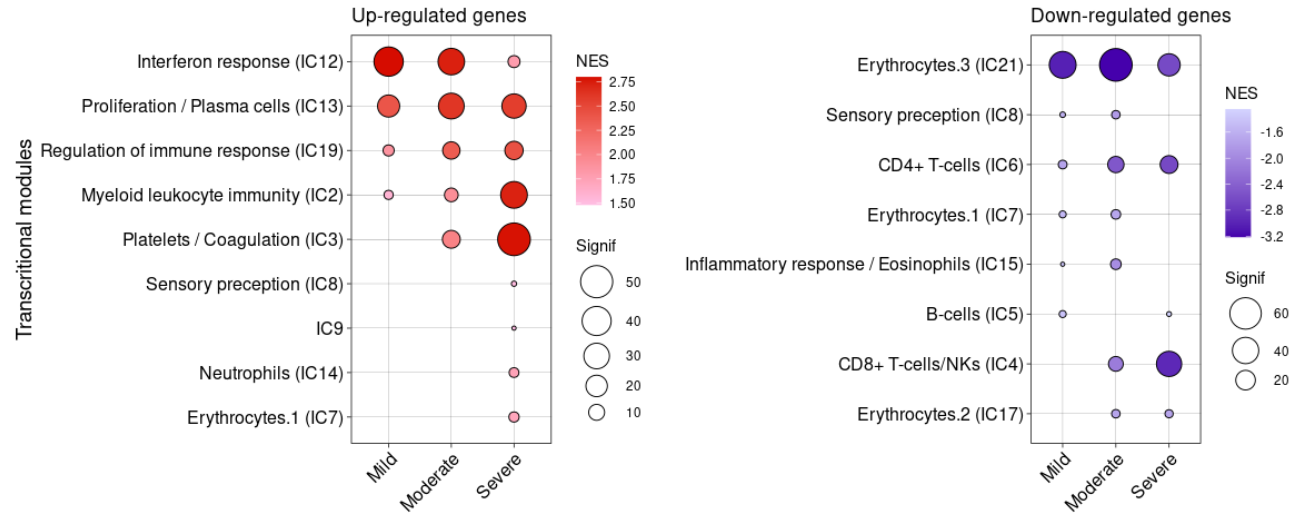 Up-regulated genes
Transcritional modules
Interferon response (IC12)
Proliferation / Plasma cells (IC13)
Regulation of immune response (IC19)
Myeloid leukocyte immunity (IC2)
Platelets / Coagulation (IC3)
Sensory preception (IC8)
IC9
Neutrophils (IC14)
Erythrocytes.1 (IC7)
Mild
Moderate
Severe
NES
2.75
2.50
2.25
2.00
1.75
1.50
Signif
50
40
30
20
10
Down-regulated genes
Erythrocytes.3 (IC21)
Sensory preception (IC8)
CD4+ T-cells (IC6)
Erythrocytes.1 (IC7)
Inflammatory response / Eosinophils (IC15)
B-cells (IC5)
CD8+ T-cells/NKs (IC4)
Erythrocytes.2 (IC17)
Mild
Moderate
Severe
NES
-1.6
-2.0
-2.4
-2.8
-3.2
Signif
60
40
20